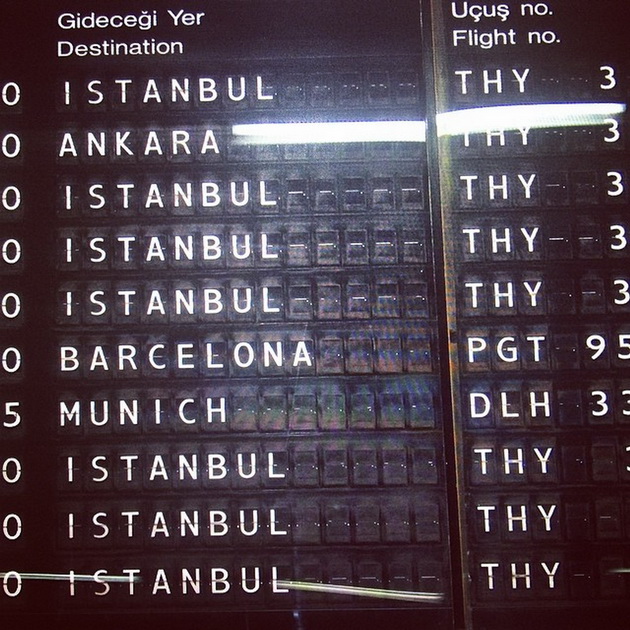 Gideceği Yer Uçuş no.
Destination Flight no.
0 ISTANBUL THY 3
0 ANKARA THY 3
0 ISTANBUL THY 3
0 ISTANBUL THY 3
0 ISTANBUL THY 3
0 BARCELONA PGT 95
5 MUNICH DLH 33
0 ISTANBUL THY 3
0 ISTANBUL THY
0 ISTANBUL THY